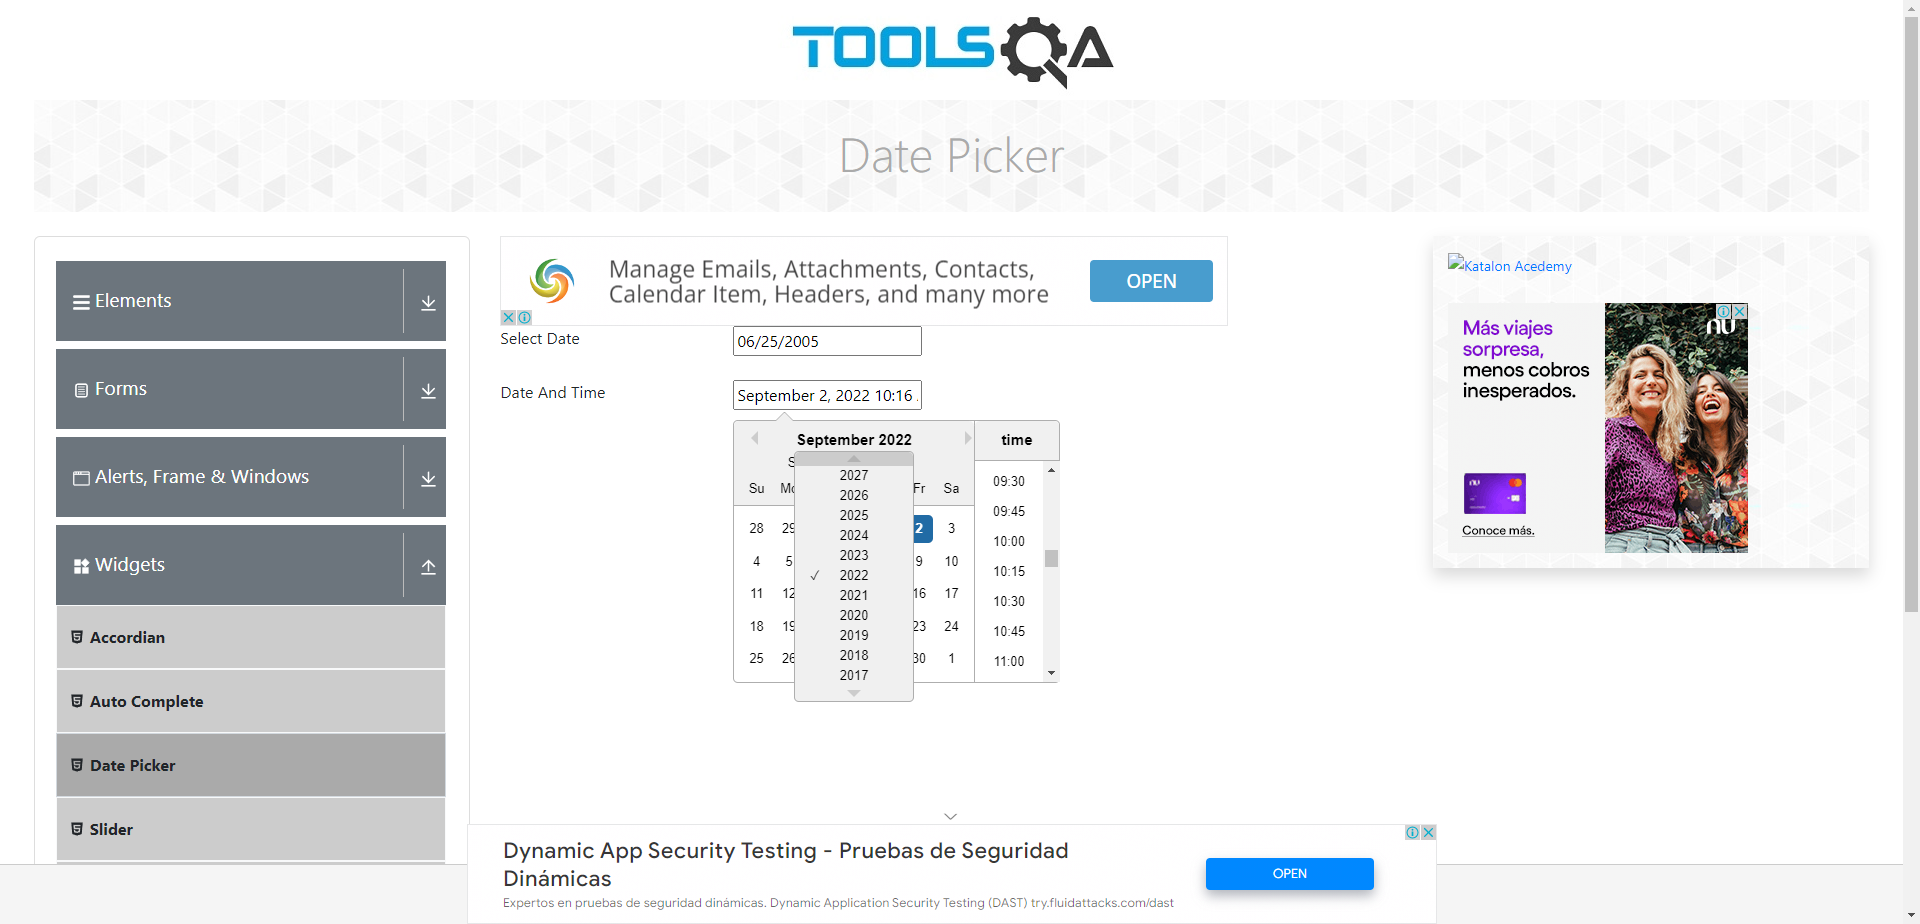 TOOLSQA
Date Picker
Elements
Forms
Alerts, Frame & Windows
Widgets
Accordian
Auto Complete
Date Picker
Slider
Manage Emails, Attachments, Contacts,
Calendar Item, Headers, and many more
OPEN
Select Date
06/25/2005
Date And Time
September 2, 2022 10:16
September 2022
time
Su Fr Sa
28 29 2 3
4 5 9 10
11 12 16 17
18 19 23 24
25 26 30 1
2027
2026
2025
2024
2023
✓ 2022
2021
2020
2019
2018
2017
09:30
09:45
10:00
10:15
10:30
10:45
11:00
Katalon Acedemy
Más viajes
sorpresa,
menos cobros
inesperados.
nu
nu
Conoce más.
Dynamic App Security Testing - Pruebas de Seguridad
Dinámicas
Expertos en pruebas de seguridad dinámicas. Dynamic Application Security Testing (DAST) try.fluidattacks.com/dast
OPEN